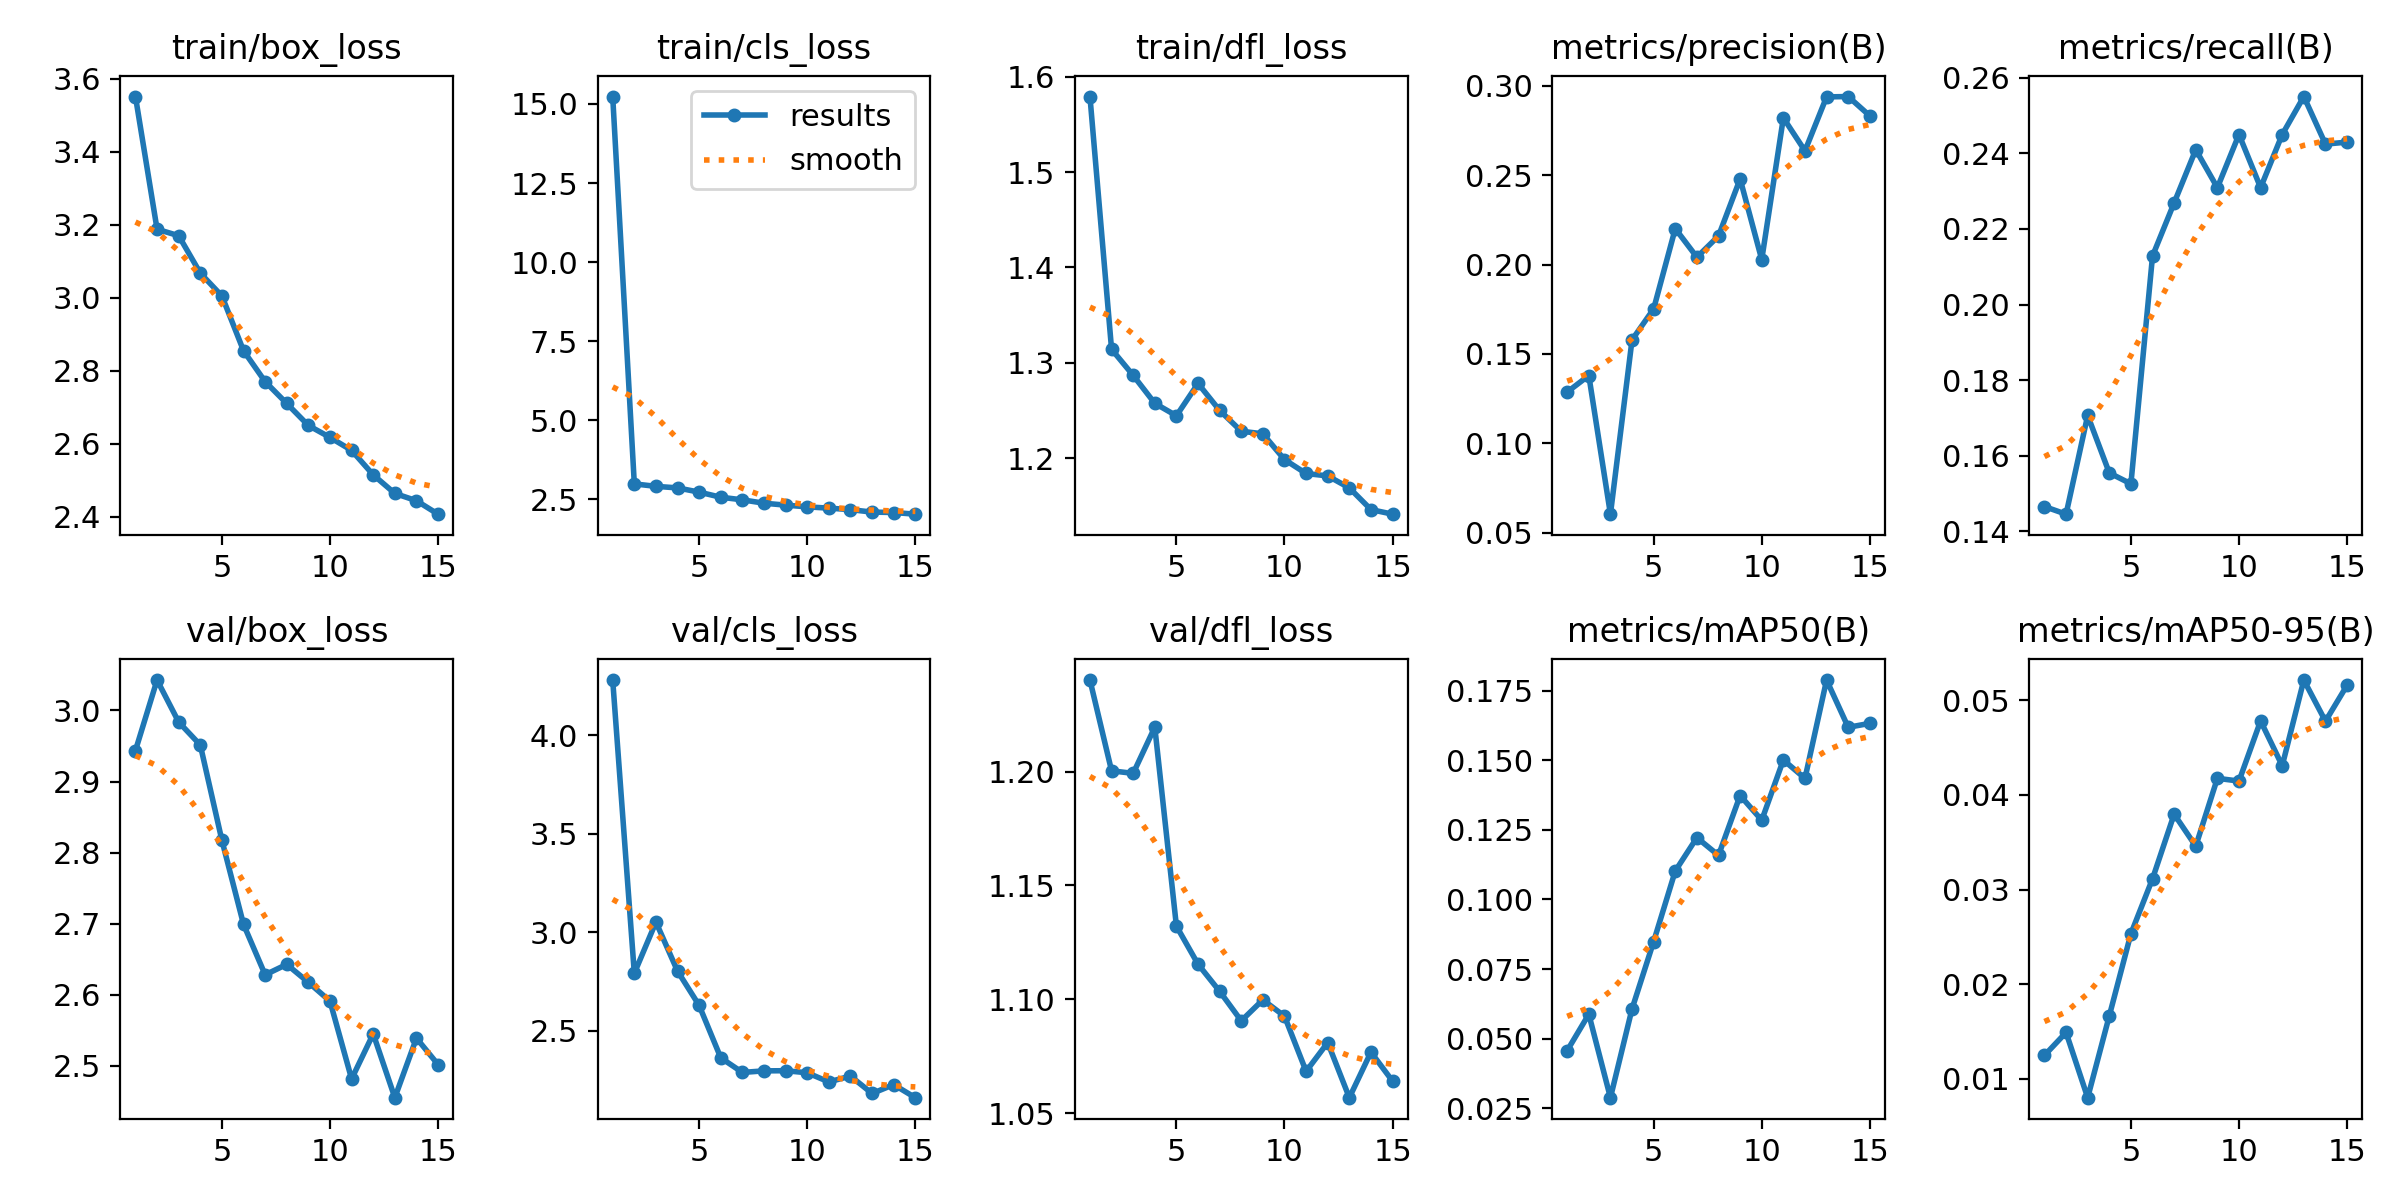 train/box_loss
3.6
3.4
3.2
3.0
2.8
2.6
2.4
5 10 15
train/cls_loss
results
smooth
15.0
12.5
10.0
7.5
5.0
2.5
5 10 15
train/dfl_loss
1.6
1.5
1.4
1.3
1.2
5 10 15
metrics/precision(B)
0.30
0.25
0.20
0.15
0.10
0.05
5 10 15
metrics/recall(B)
0.26
0.24
0.22
0.20
0.18
0.16
0.14
5 10 15
val/box_loss
3.0
2.9
2.8
2.7
2.6
2.5
5 10 15
val/cls_loss
4.0
3.5
3.0
2.5
5 10 15
val/dfl_loss
1.20
1.15
1.10
1.05
5 10 15
metrics/mAP50(B)
0.175
0.150
0.125
0.100
0.075
0.050
0.025
5 10 15
metrics/mAP50-95(B)
0.05
0.04
0.03
0.02
0.01
5 10 15